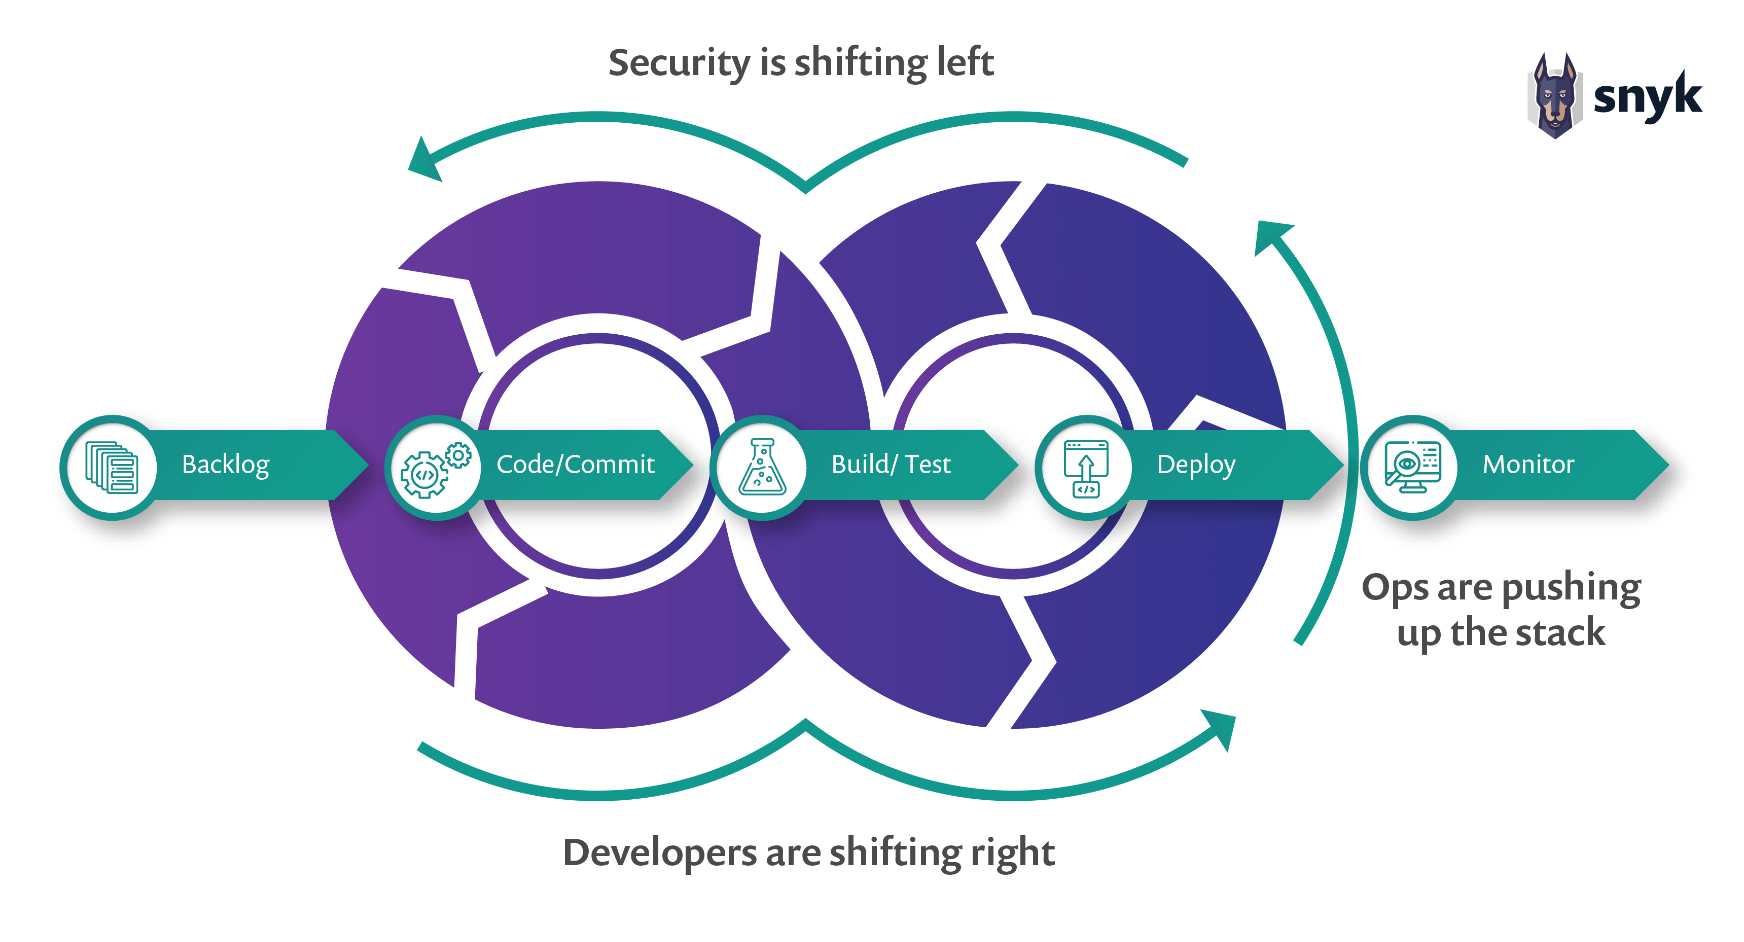 Security is shifting left
snyk
Backlog
Code/Commit
Build/ Test
Deploy
Monitor
Ops are pushing
up the stack
Developers are shifting right